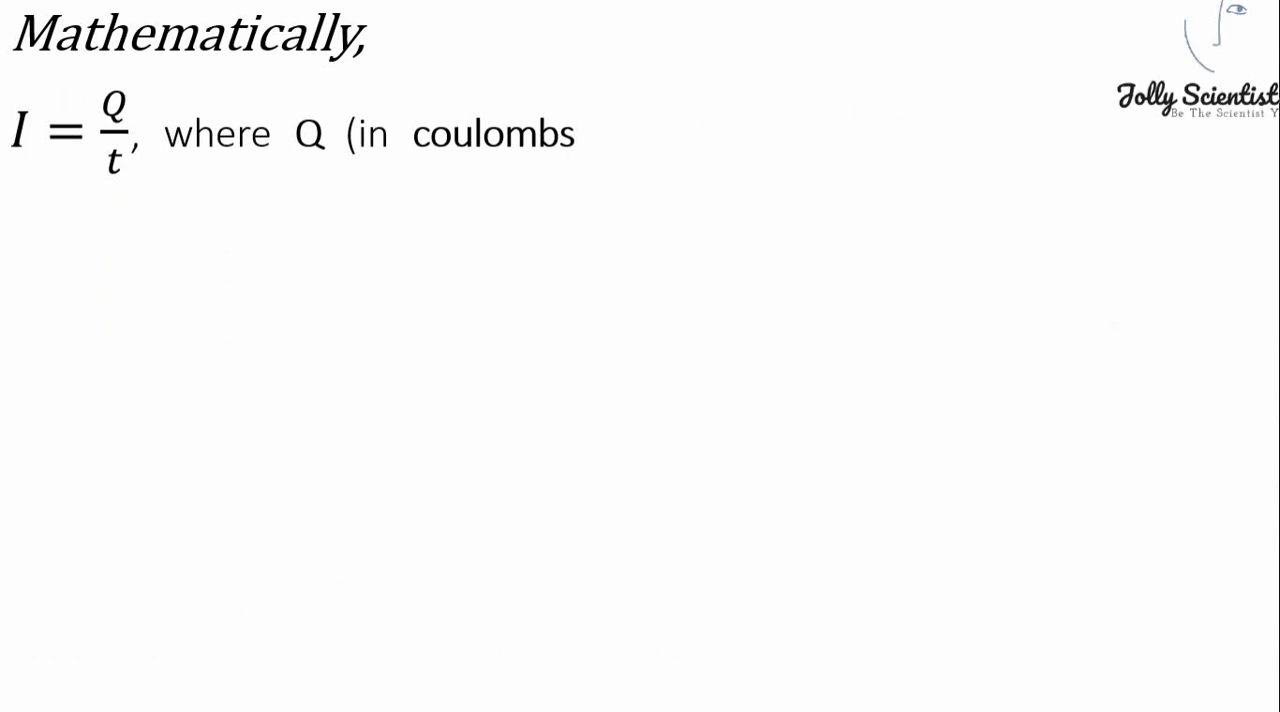 Mathematically,
I = Q/t, where Q (in coulombs
Jolly Scientist
Be The Scientist Y